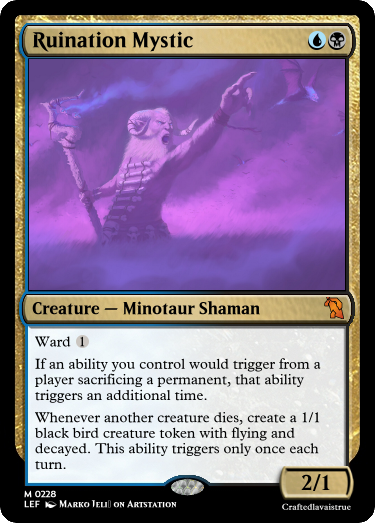 Ruination Mystic
Creature — Minotaur Shaman
Ward 1
If an ability you control would trigger from a
player sacrificing a permanent, that ability
triggers an additional time.
Whenever another creature dies, create a 1/1
black bird creature token with flying and
decayed. This ability triggers only once each
turn.
2/1
M 0228
LEF Marko Jeli▯ on Artstation
Craftedlavaistrue